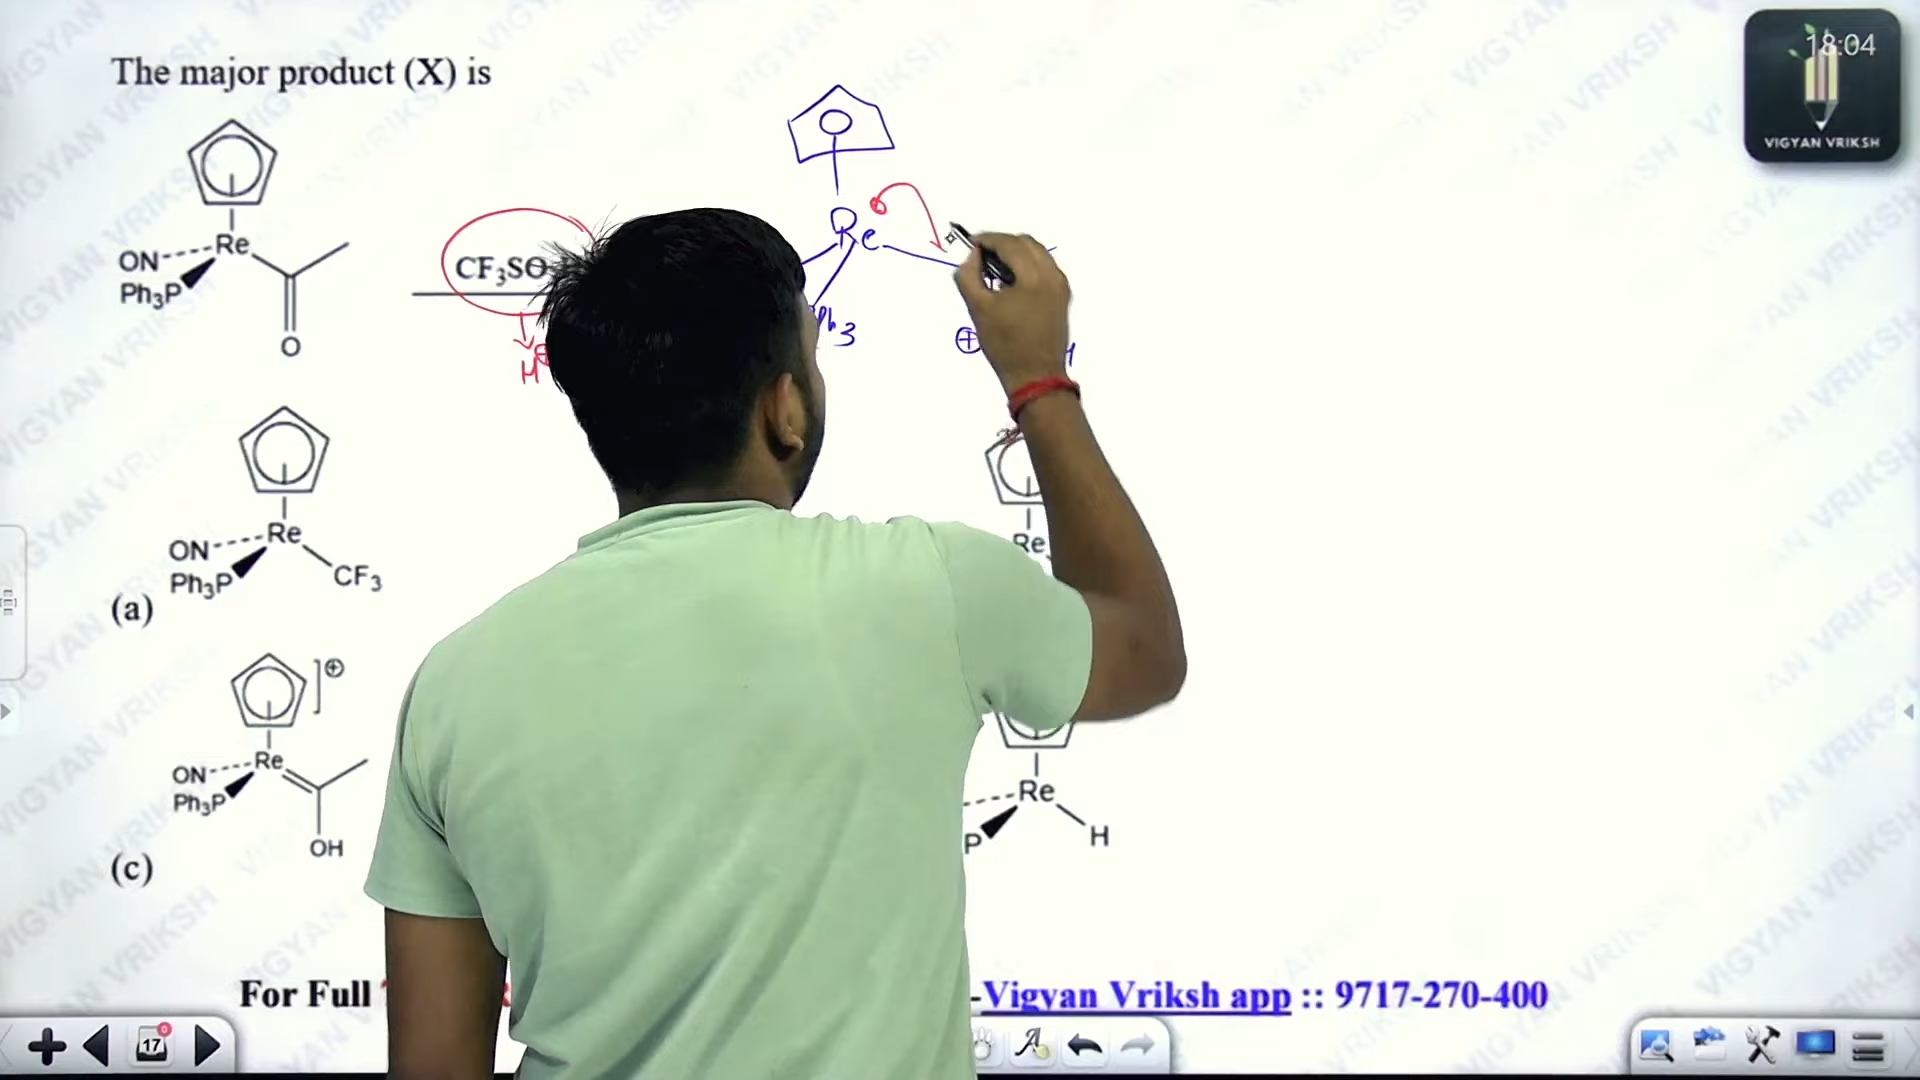 18:04
VIGYAN VRIKSH
The major product (X) is
Re
ON
Ph3P
O
CF3SO
H⊕
Re
Ph3
⊕
H
Re
ON
Ph3P
CF3
(a)
Re
⊕
Re
ON
Ph3P
OH
(c)
Re
P
H
For Full
-Vigyan Vriksh app :: 9717-270-400
17
0
A